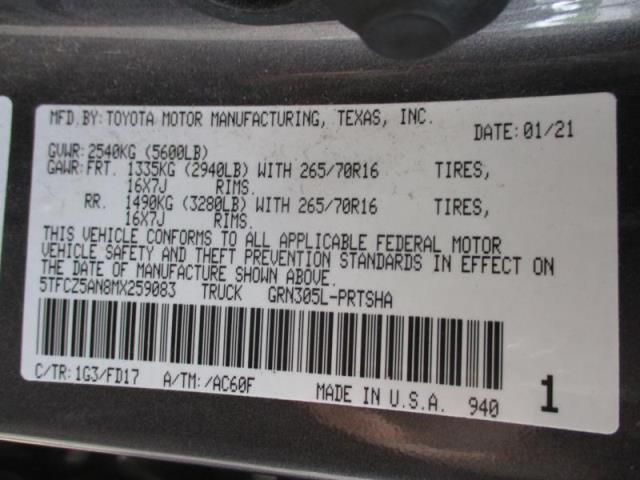 MFD.BY:TOYOTA MOTOR MANUFACTURING, TEXAS, INC.
DATE:01/21
GVWR:2540KG (5600LB)
GAWR:FRT. 1335KG (2940LB) WITH 265/70R16 TIRES,
16X7J RIMS.
RR. 1490KG (3280LB) WITH 265/70R16 TIRES,
16X7J RIMS.
THIS VEHICLE CONFORMS TO ALL APPLICABLE FEDERAL MOTOR
VEHICLE SAFETY AND THEFT PREVENTION STANDARDS IN EFFECT ON
THE DATE OF MANUFACTURE SHOWN ABOVE.
5TFCZ5AN8MX259083 TRUCK GRN305L-PRTSHA
C/TR:1G3/FD17 A/TM:/AC60F MADE IN U.S.A. 940 1